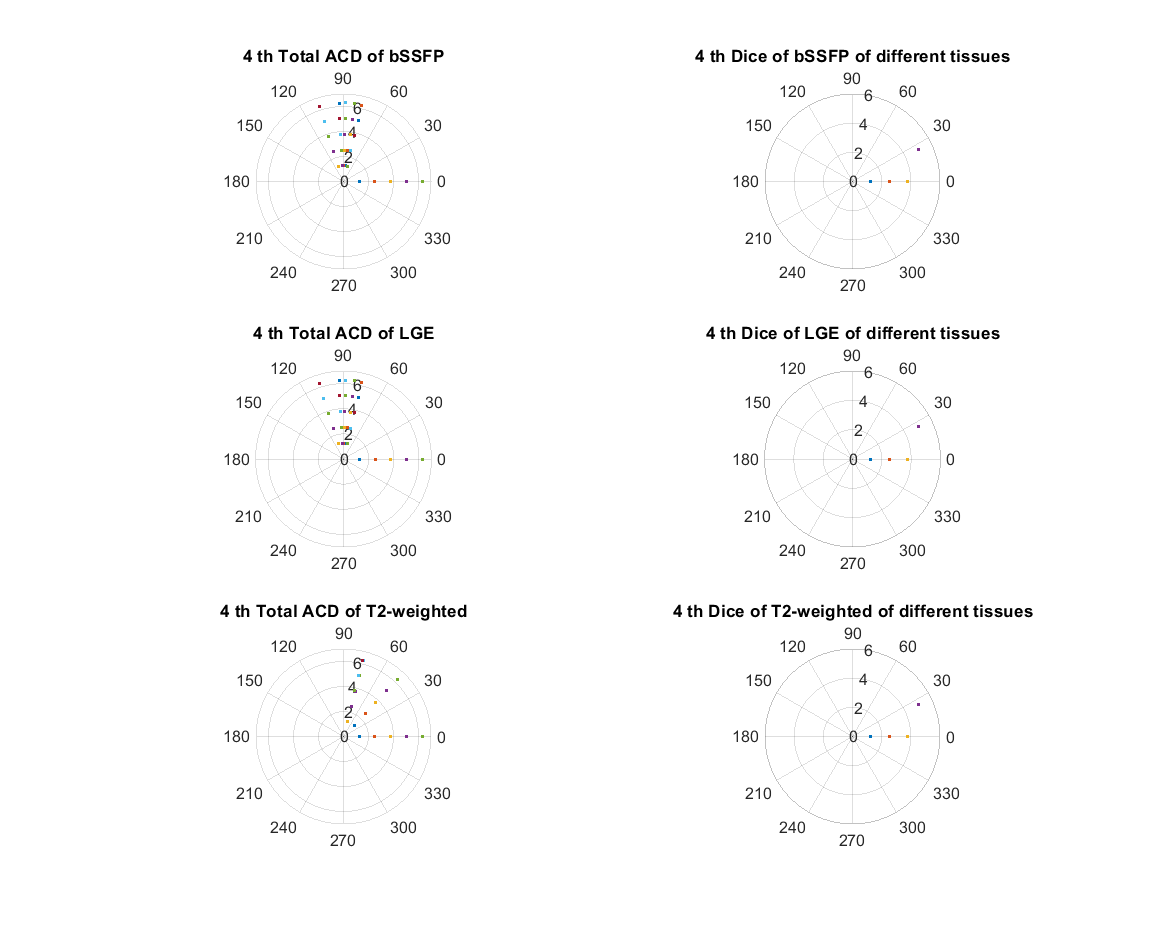 4 th Total ACD of bSSFP
90
120 60
6
150 30
4
2
180 0 0
210 330
240 300
270
4 th Dice of bSSFP of different tissues
90
120 6 60
150 4 30
2
180 0 0
210 330
240 300
270
4 th Total ACD of LGE
90
120 60
6
150 30
4
2
180 0 0
210 330
240 300
270
4 th Dice of LGE of different tissues
90
120 6 60
150 4 30
2
180 0 0
210 330
240 300
270
4 th Total ACD of T2-weighted
90
120 60
6
150 30
4
2
180 0 0
210 330
240 300
270
4 th Dice of T2-weighted of different tissues
90
120 6 60
150 4 30
2
180 0 0
210 330
240 300
270